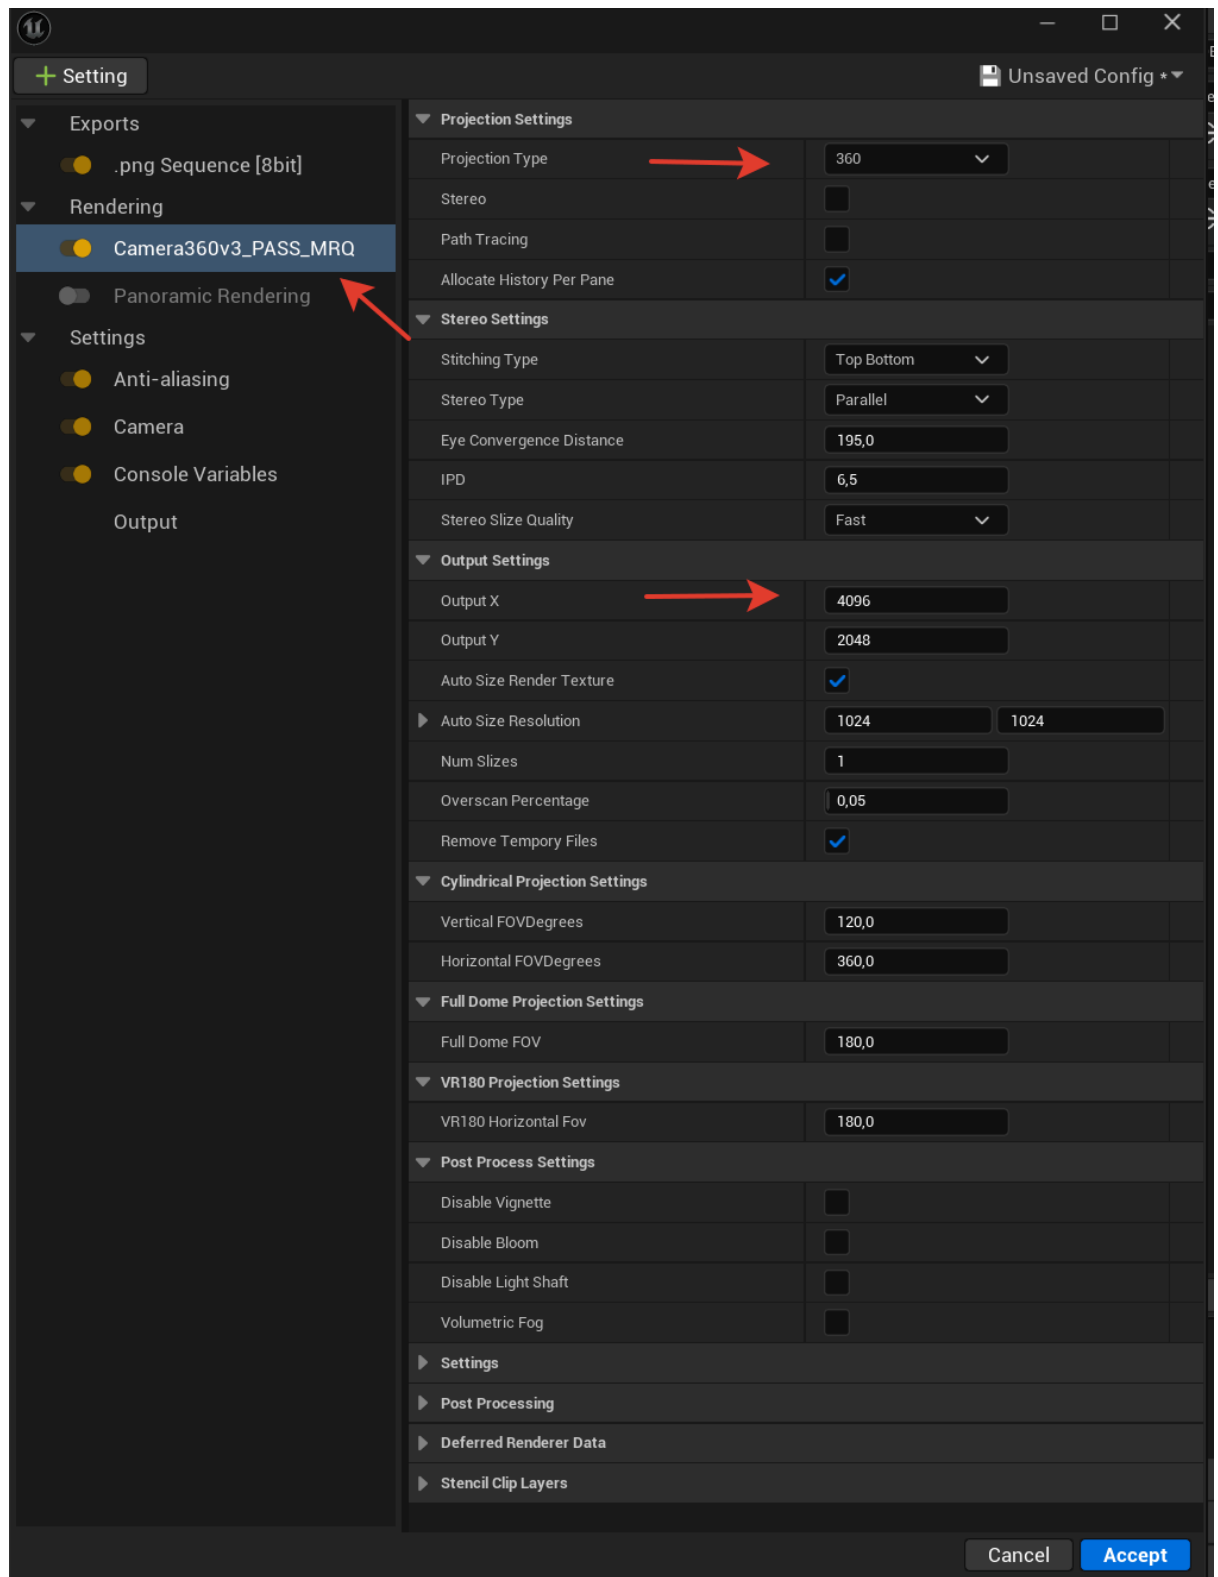 + Setting
Unsaved Config *
Exports
.png Sequence [8bit]
Rendering
Camera360v3_PASS_MRQ
Panoramic Rendering
Settings
Anti-aliasing
Camera
Console Variables
Output
Projection Settings
Projection Type 360
Stereo
Path Tracing
Allocate History Per Pane
Stereo Settings
Stitching Type Top Bottom
Stereo Type Parallel
Eye Convergence Distance 195,0
IPD 6,5
Stereo Slize Quality Fast
Output Settings
Output X 4096
Output Y 2048
Auto Size Render Texture
Auto Size Resolution 1024 1024
Num Slizes 1
Overscan Percentage 0,05
Remove Tempory Files
Cylindrical Projection Settings
Vertical FOVDegrees 120,0
Horizontal FOVDegrees 360,0
Full Dome Projection Settings
Full Dome FOV 180,0
VR180 Projection Settings
VR180 Horizontal Fov 180,0
Post Process Settings
Disable Vignette
Disable Bloom
Disable Light Shaft
Volumetric Fog
Settings
Post Processing
Deferred Renderer Data
Stencil Clip Layers
Cancel Accept